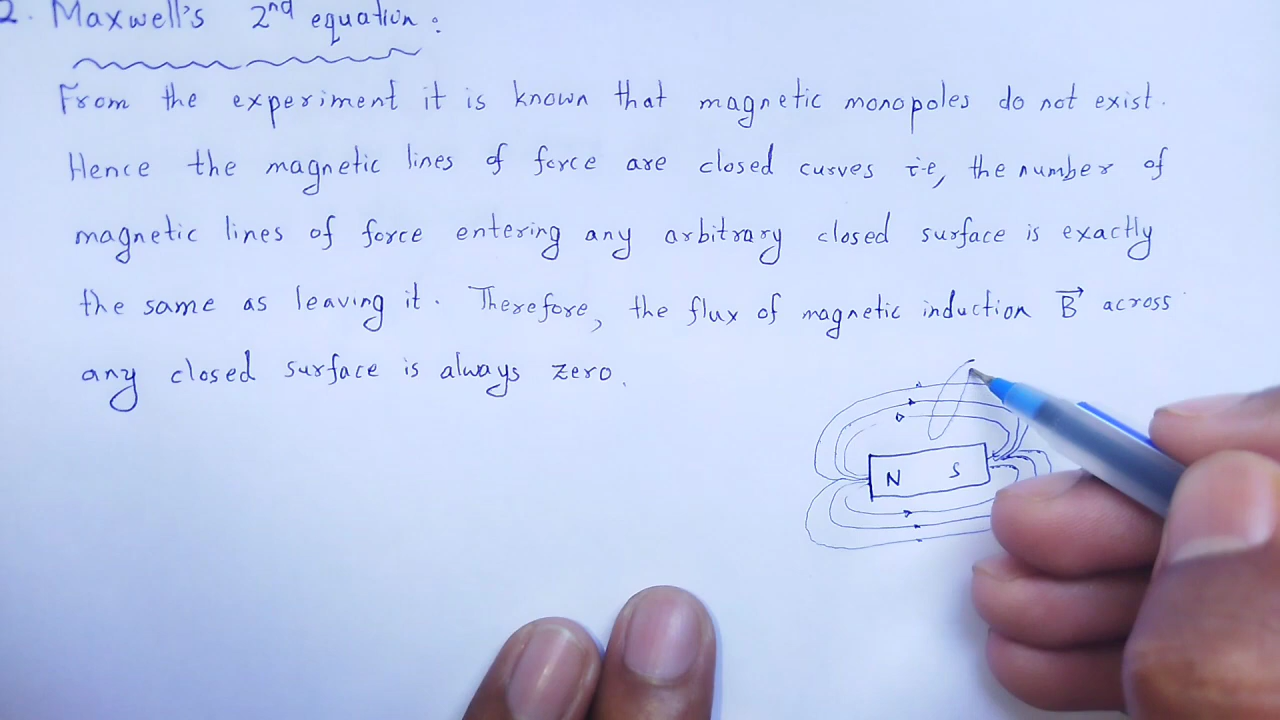 2. Maxwell's 2nd equation:
From the experiment it is known that magnetic monopoles do not exist.
Hence the magnetic lines of force are closed curves i.e, the number of
magnetic lines of force entering any arbitrary closed surface is exactly
the same as leaving it. Therefore, the flux of magnetic induction B⃗ across
any closed surface is always zero.
N S